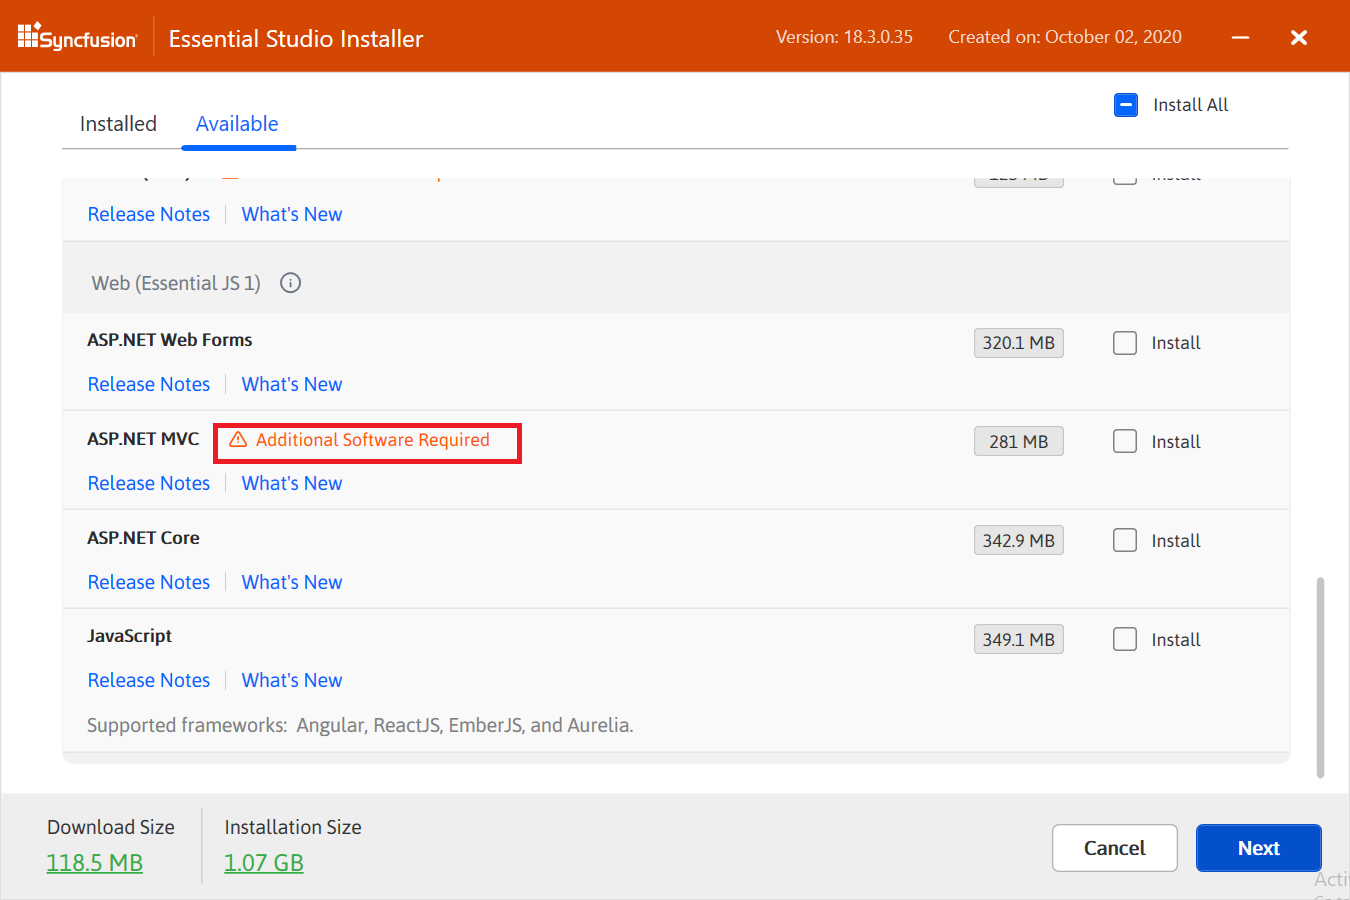 Syncfusion Essential Studio Installer Version: 18.3.0.35 Created on: October 02, 2020
Install All
Installed Available
Release Notes What's New
Web (Essential JS 1)
ASP.NET Web Forms 320.1 MB Install
Release Notes What's New
ASP.NET MVC Additional Software Required 281 MB Install
Release Notes What's New
ASP.NET Core 342.9 MB Install
Release Notes What's New
JavaScript 349.1 MB Install
Release Notes What's New
Supported frameworks: Angular, ReactJS, EmberJS, and Aurelia.
Download Size Installation Size
118.5 MB 1.07 GB
Cancel Next